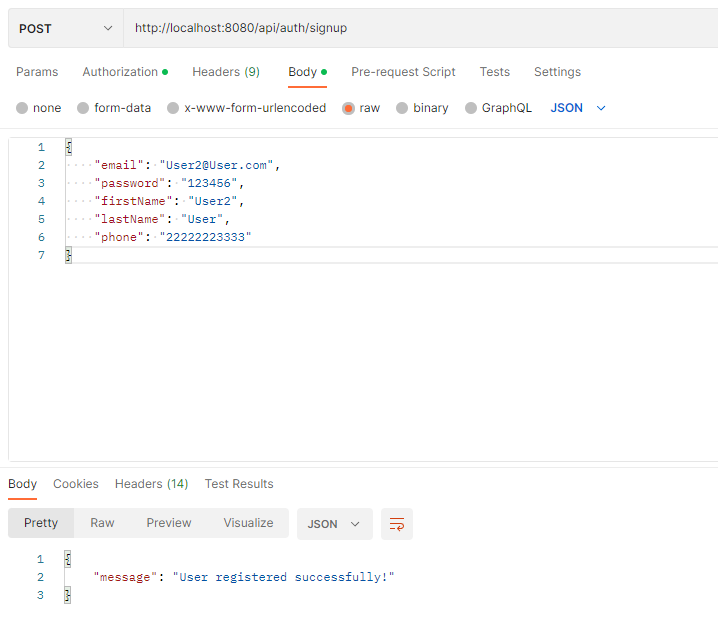 POST http://localhost:8080/api/auth/signup
Params Authorization Headers (9) Body Pre-request Script Tests Settings
none form-data x-www-form-urlencoded raw binary GraphQL JSON
1 {
2 "email": "User2@User.com",
3 "password": "123456",
4 "firstName": "User2",
5 "lastName": "User",
6 "phone": "22222223333"
7 }
Body Cookies Headers (14) Test Results
Pretty Raw Preview Visualize JSON
1 {
2 "message": "User registered successfully!"
3 }